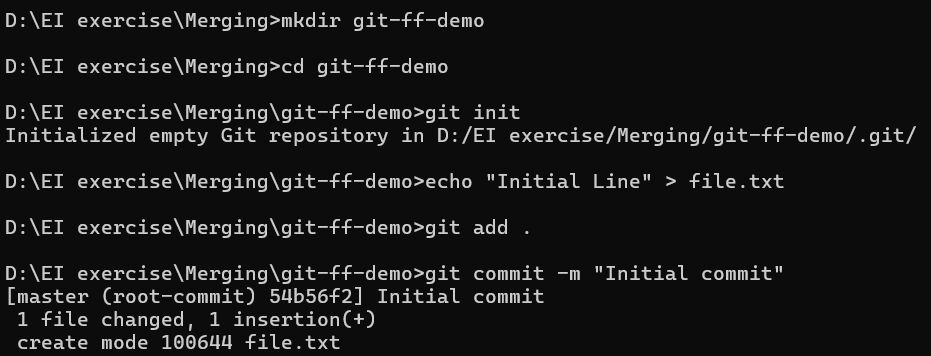 D:\EI exercise\Merging>mkdir git-ff-demo
D:\EI exercise\Merging>cd git-ff-demo
D:\EI exercise\Merging\git-ff-demo>git init
Initialized empty Git repository in D:/EI exercise/Merging/git-ff-demo/.git/
D:\EI exercise\Merging\git-ff-demo>echo "Initial Line" > file.txt
D:\EI exercise\Merging\git-ff-demo>git add .
D:\EI exercise\Merging\git-ff-demo>git commit -m "Initial commit"
[master (root-commit) 54b56f2] Initial commit
 1 file changed, 1 insertion(+)
 create mode 100644 file.txt